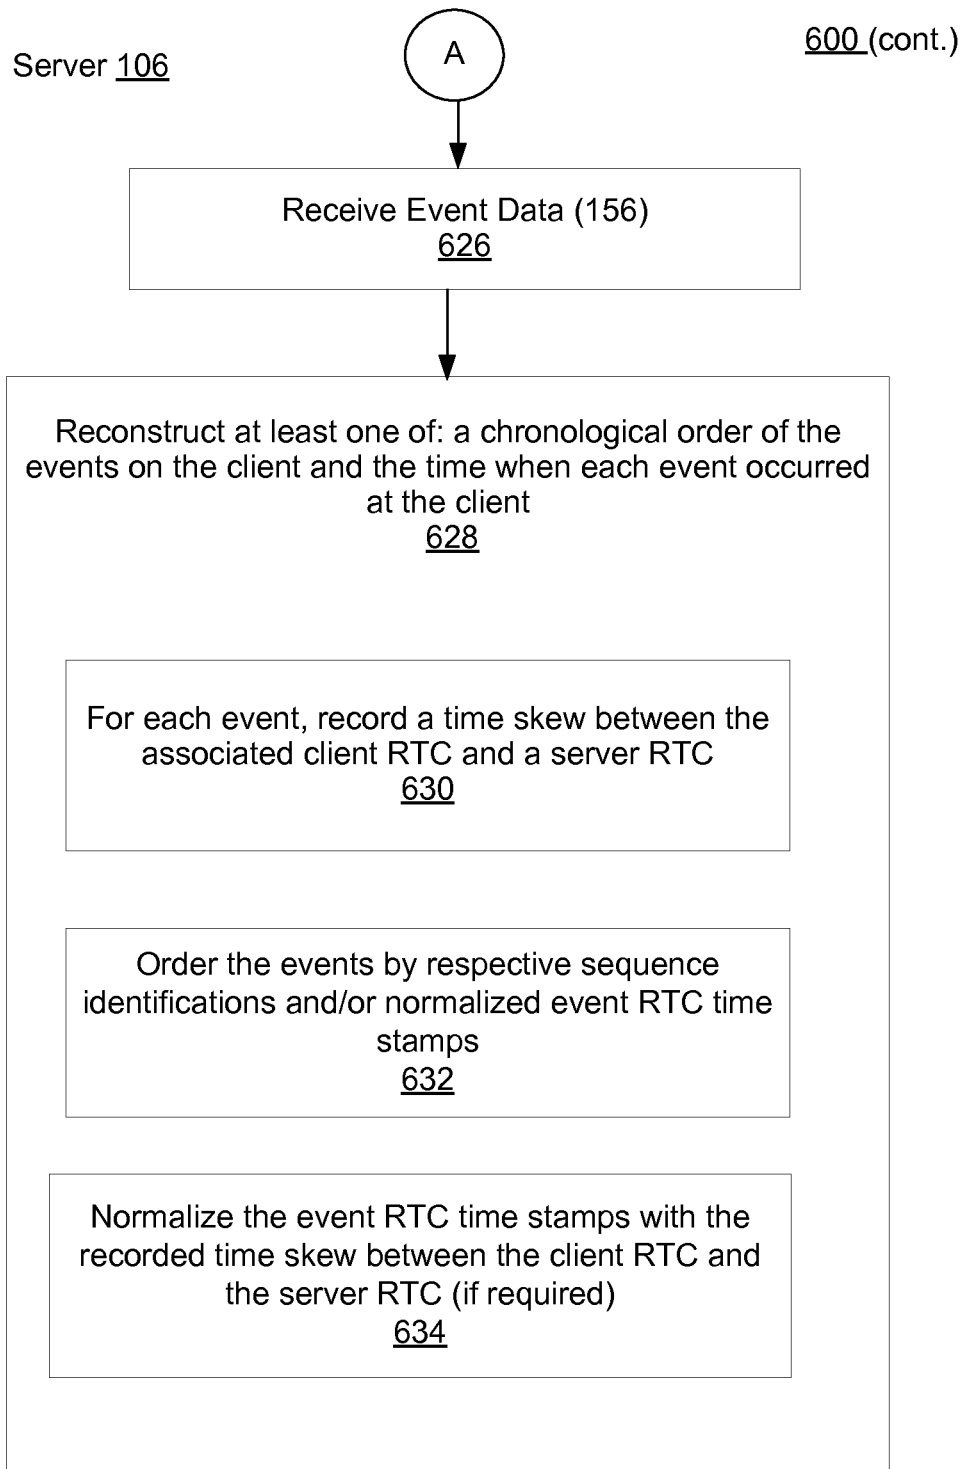 Server 106
A
600 (cont.)
Receive Event Data (156)
626
Reconstruct at least one of: a chronological order of the
events on the client and the time when each event occurred
at the client
628
For each event, record a time skew between the
associated client RTC and a server RTC
630
Order the events by respective sequence
identifications and/or normalized event RTC time
stamps
632
Normalize the event RTC time stamps with the
recorded time skew between the client RTC and
the server RTC (if required)
634